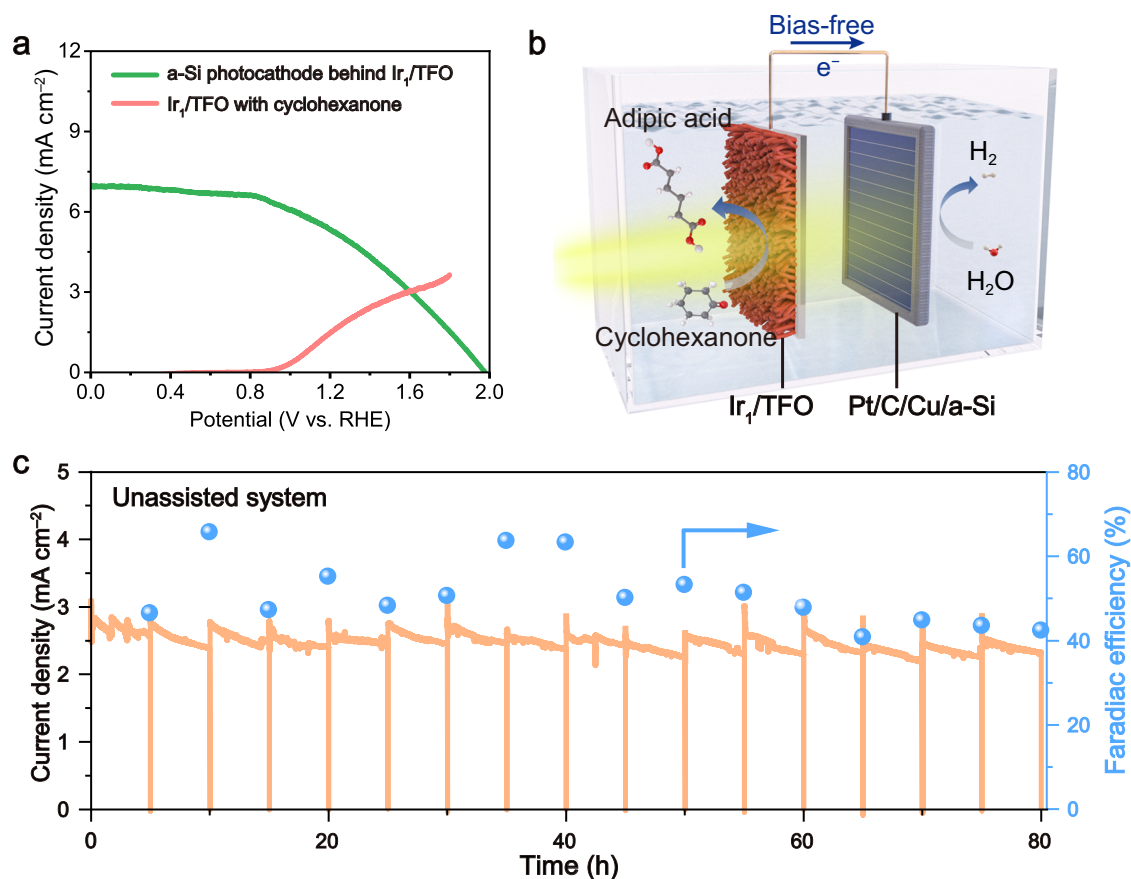 a
12
9
6
3
0
0.0
0.4
0.8
1.2
1.6
2.0
Current density (mA cm⁻²)
Potential (V vs. RHE)
a-Si photocathode behind Ir₁/TFO
Ir₁/TFO with cyclohexanone
b
Bias-free
e⁻
Adipic acid
Cyclohexanone
H₂
H₂O
Ir₁/TFO
Pt/C/Cu/a-Si
c
Unassisted system
5
4
3
2
1
0
Current density (mA cm⁻²)
0
20
40
60
80
Time (h)
80
60
40
20
0
Faradiac efficiency (%)